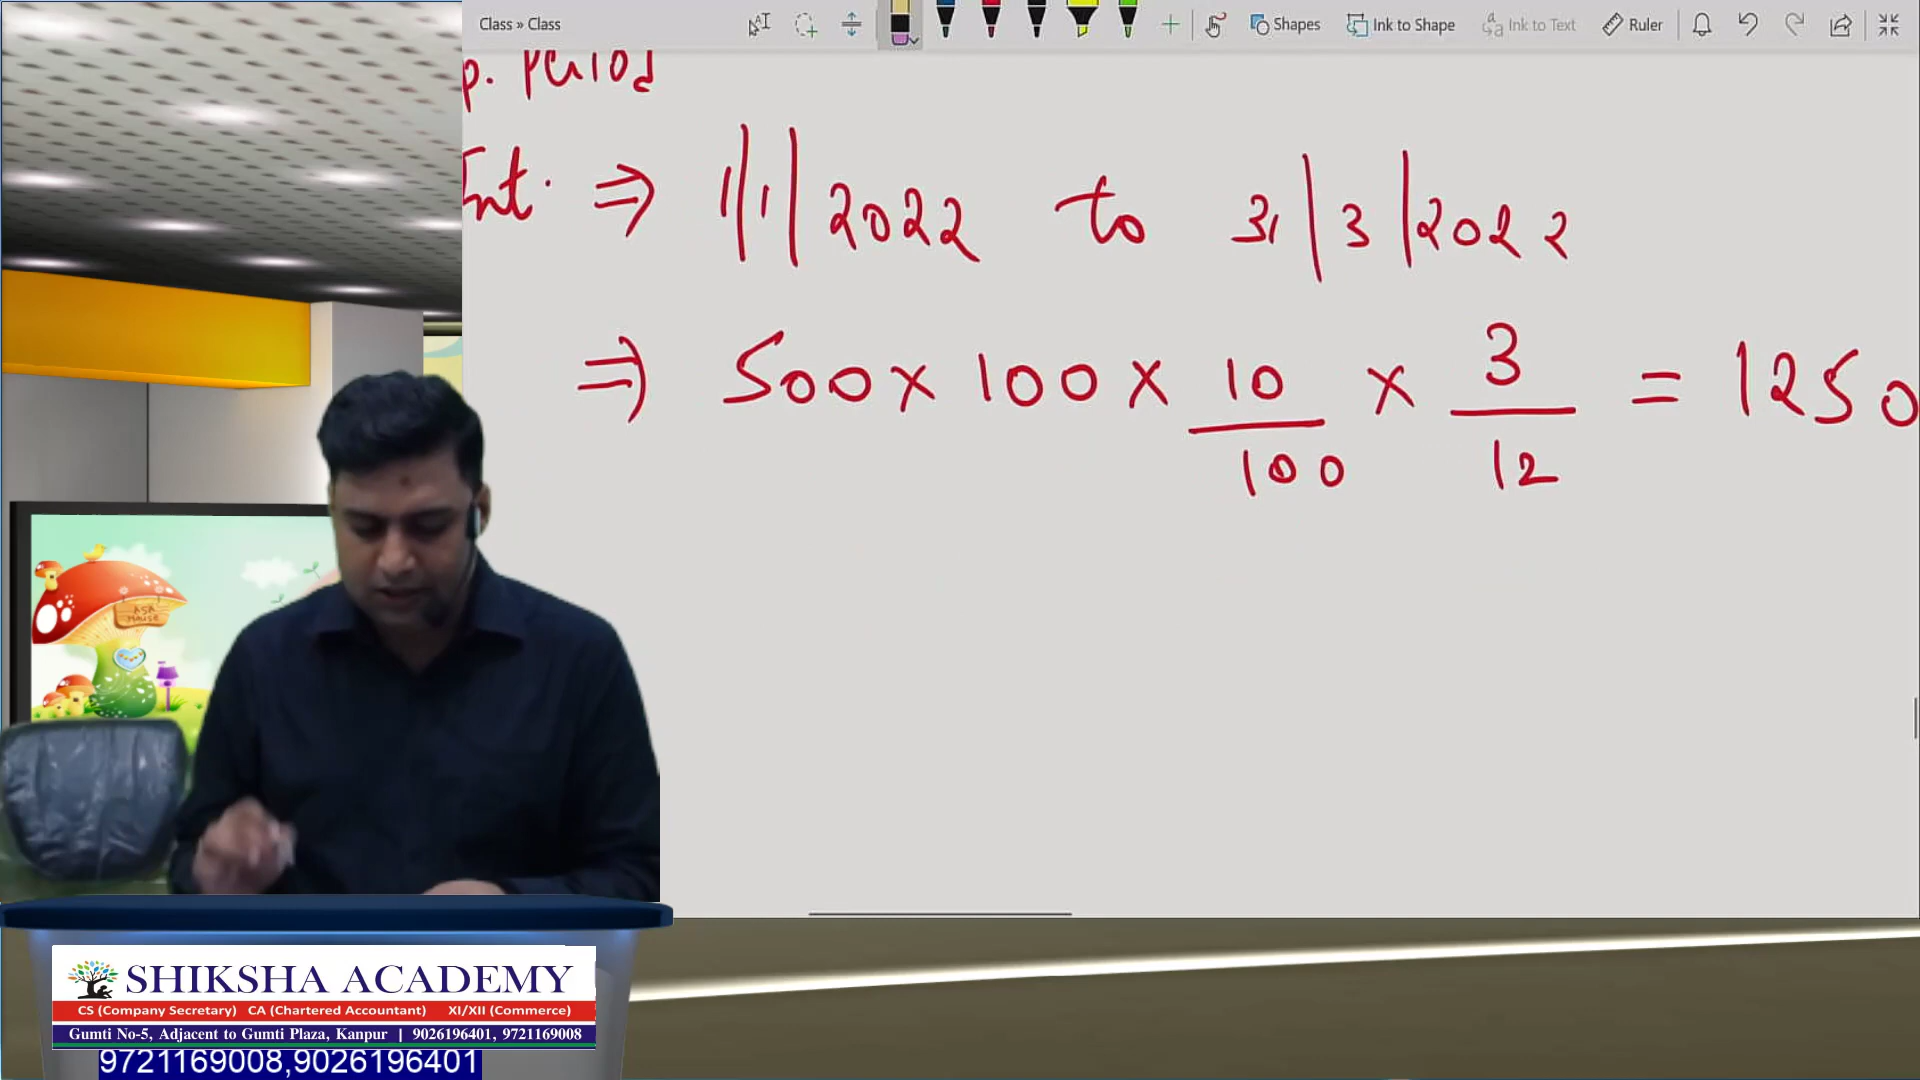 Class » Class
Shapes
Ink to Shape
Ink to Text
Ruler
p. Period
Int. ⇒ 1|1|2022 to 31|3|2022
⇒ 500 × 100 × 10/100 × 3/12 = 1250
ASA
House
SHIKSHA ACADEMY
CS (Company Secretary) CA (Chartered Accountant) XI/XII (Commerce)
Gumti No-5, Adjacent to Gumti Plaza, Kanpur | 9026196401, 9721169008
9721169008,9026196401